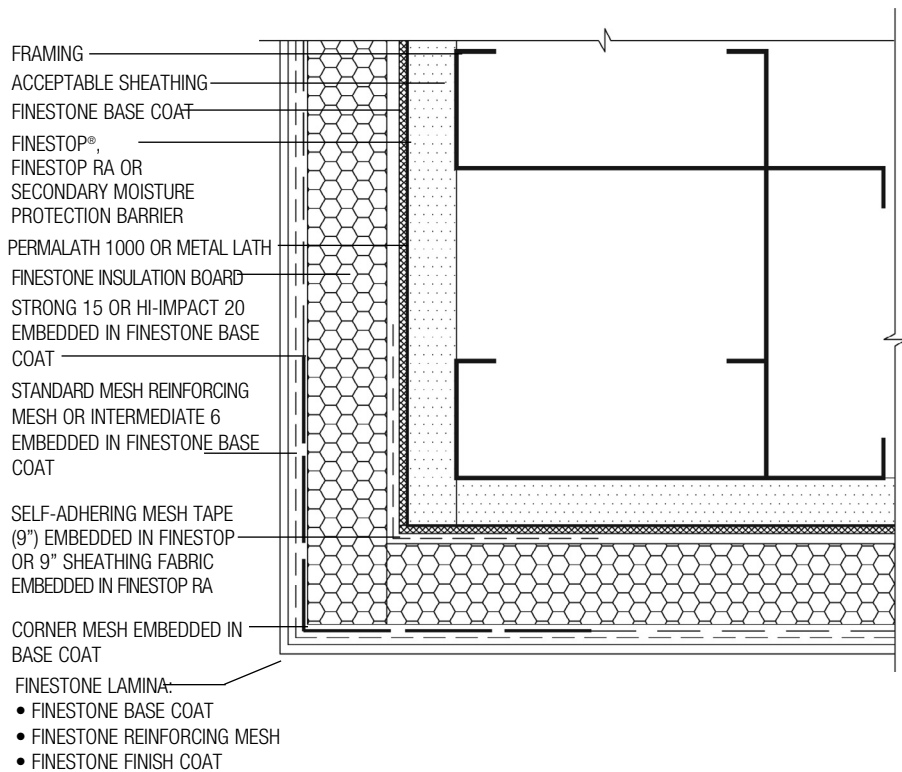 FRAMING
ACCEPTABLE SHEATHING
FINESTONE BASE COAT
FINESTOP®,
FINESTOP RA OR
SECONDARY MOISTURE
PROTECTION BARRIER
PERMALATH 1000 OR METAL LATH
FINESTONE INSULATION BOARD
STRONG 15 OR HI-IMPACT 20
EMBEDDED IN FINESTONE BASE
COAT
STANDARD MESH REINFORCING
MESH OR INTERMEDIATE 6
EMBEDDED IN FINESTONE BASE
COAT
SELF-ADHERING MESH TAPE
(9”) EMBEDDED IN FINESTOP
OR 9” SHEATHING FABRIC
EMBEDDED IN FINESTOP RA
CORNER MESH EMBEDDED IN
BASE COAT
FINESTONE LAMINA:
• FINESTONE BASE COAT
• FINESTONE REINFORCING MESH
• FINESTONE FINISH COAT